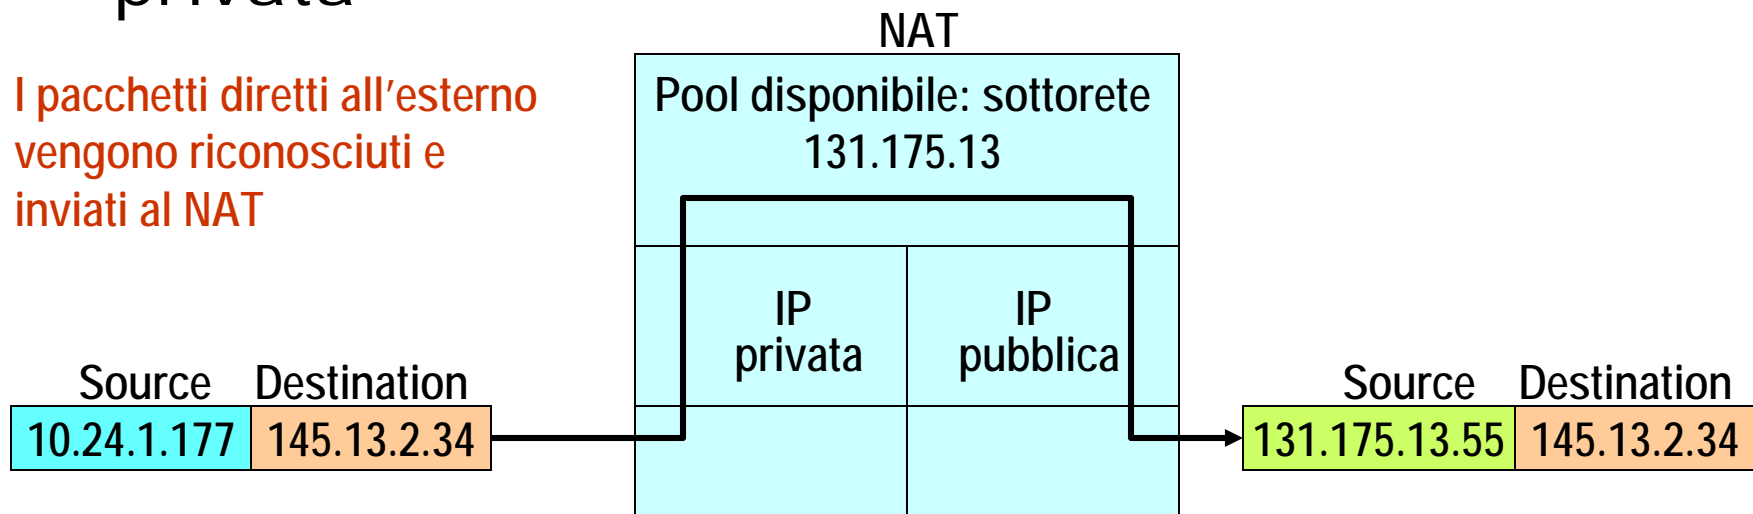 privata
NAT
I pacchetti diretti all’esterno
vengono riconosciuti e
inviati al NAT
Pool disponibile: sottorete
131.175.13
IP
privata
IP
pubblica
Source Destination
10.24.1.177 145.13.2.34
Source Destination
131.175.13.55 145.13.2.34